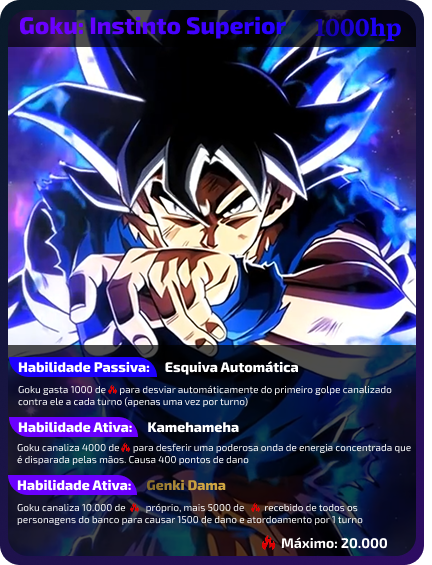 Goku: Instinto Superior 1000hp
Habilidade Passiva: Esquiva Automática
Goku gasta 1000 de para desviar automáticamente do primeiro golpe canalizado
contra ele a cada turno (apenas uma vez por turno)
Habilidade Ativa: Kamehameha
Goku canaliza 4000 de para desferir uma poderosa onda de energia concentrada que
é disparada pelas mãos. Causa 400 pontos de dano
Habilidade Ativa: Genki Dama
Goku canaliza 10.000 de próprio, mais 5000 de recebido de todos os
personagens do banco para causar 1500 de dano e atordoamento por 1 turno
Máximo: 20.000